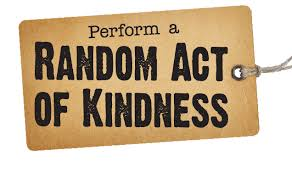 Perform a
RANDOM ACT
OF KINDNESS